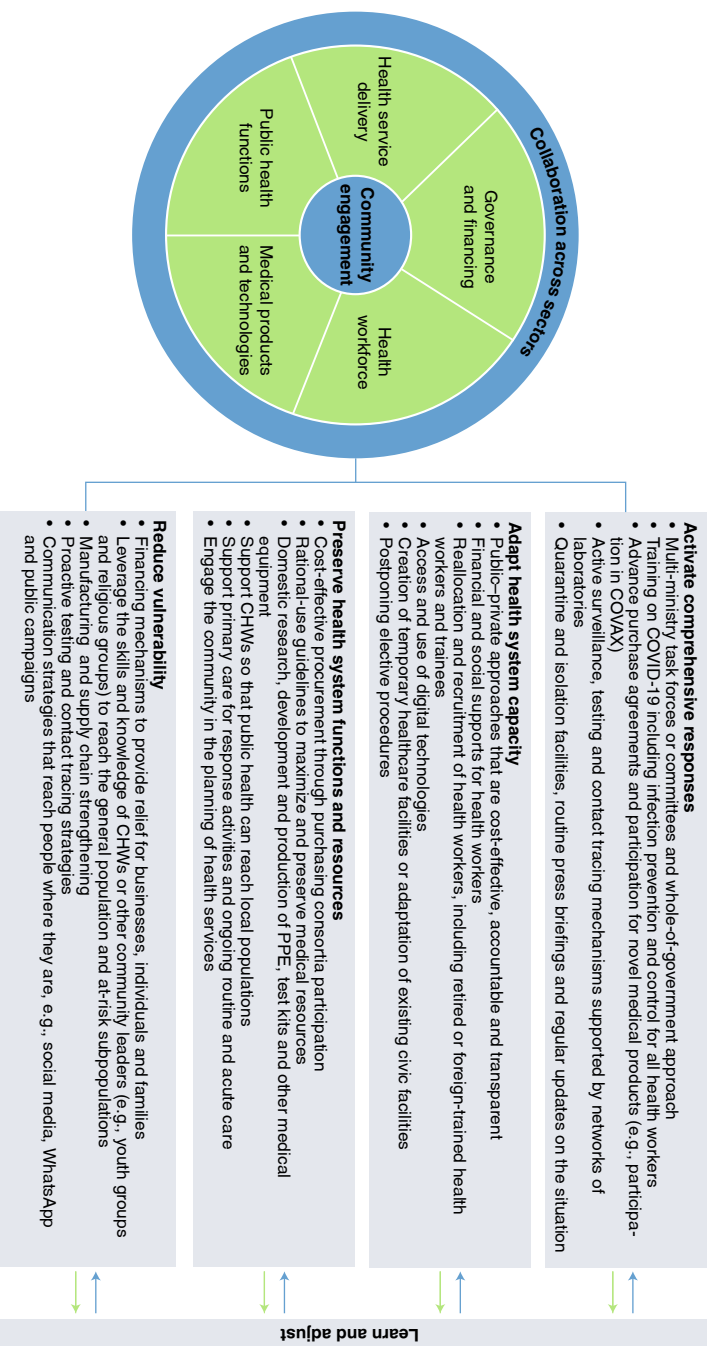 Collaboration across sectors
Governance
and financing
Health service
delivery
Health
workforce
Community
engagement
Public health
functions
Medical products
and technologies
Activate comprehensive responses
• Multi-ministry task forces or committees and whole-of-government approach
• Training on COVID-19 including infection prevention and control for all health workers
• Advance purchase agreements and participation for novel medical products (e.g., participa-
tion in COVAX)
• Active surveillance, testing and contact tracing mechanisms supported by networks of
laboratories
• Quarantine and isolation facilities, routine press briefings and regular updates on the situation
Adapt health system capacity
• Public–private approaches that are cost-effective, accountable and transparent
• Financial and social supports for health workers
• Reallocation and recruitment of health workers, including retired or foreign-trained health
workers and trainees
• Access and use of digital technologies
• Creation of temporary healthcare facilities or adaptation of existing civic facilities
• Postponing elective procedures
Preserve health system functions and resources
• Cost-effective procurement through purchasing consortia participation
• Rational-use guidelines to maximize and preserve medical resources
• Domestic research, development and production of PPE, test kits and other medical
equipment
• Support CHWs so that public health can reach local populations
• Support primary care for response activities and ongoing routine and acute care
• Engage the community in the planning of health services
Reduce vulnerability
• Financing mechanisms to provide relief for businesses, individuals and families
• Leverage the skills and knowledge of CHWs or other community leaders (e.g., youth groups
and religious groups) to reach the general population and at-risk subpopulations
• Manufacturing and supply chain strengthening
• Proactive testing and contact tracing strategies
• Communication strategies that reach people where they are, e.g., social media, WhatsApp
and public campaigns
Learn and adjust